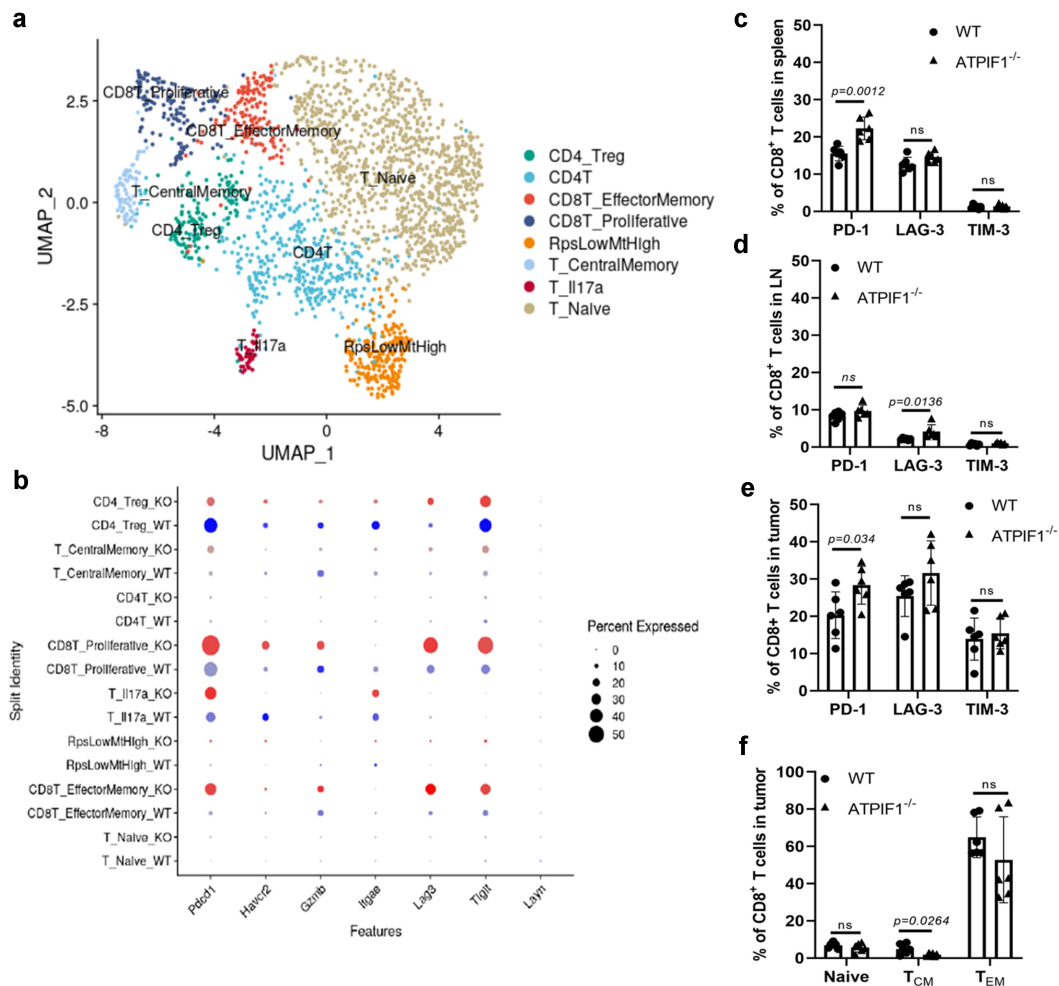 a
CD8T_Proliferative
CD8T_EffectorMemory
T_Naive
T_CentralMemory
CD4_Treg
CD4T
T_Il17a
RpsLowMtHigh
2.5
0.0
-2.5
-5.0
-8
-4
0
4
UMAP_2
UMAP_1
CD4_Treg
CD4T
CD8T_EffectorMemory
CD8T_Proliferative
RpsLowMtHigh
T_CentralMemory
T_Il17a
T_Naive
b
CD4_Treg_KO
CD4_Treg_WT
T_CentralMemory_KO
T_CentralMemory_WT
CD4T_KO
CD4T_WT
CD8T_Proliferative_KO
CD8T_Proliferative_WT
T_Il17a_KO
T_Il17a_WT
RpsLowMtHigh_KO
RpsLowMtHigh_WT
CD8T_EffectorMemory_KO
CD8T_EffectorMemory_WT
T_Naive_KO
T_Naive_WT
Split Identity
Pdcd1
Havcr2
Gzmb
Itgae
Lag3
Tigit
Layn
Features
Percent Expressed
0
10
20
30
40
50
c
% of CD8+ T cells in spleen
50
40
30
20
10
0
WT
ATPIF1-/-
p=0.0012
ns
ns
PD-1
LAG-3
TIM-3
d
% of CD8+ T cells in LN
50
40
30
20
10
0
WT
ATPIF1-/-
ns
p=0.0136
ns
PD-1
LAG-3
TIM-3
e
% of CD8+ T cells in tumor
50
40
30
20
10
0
WT
ATPIF1-/-
p=0.034
ns
ns
PD-1
LAG-3
TIM-3
f
% of CD8+ T cells in tumor
100
80
60
40
20
0
WT
ATPIF1-/-
ns
p=0.0264
ns
Naive
TCM
TEM